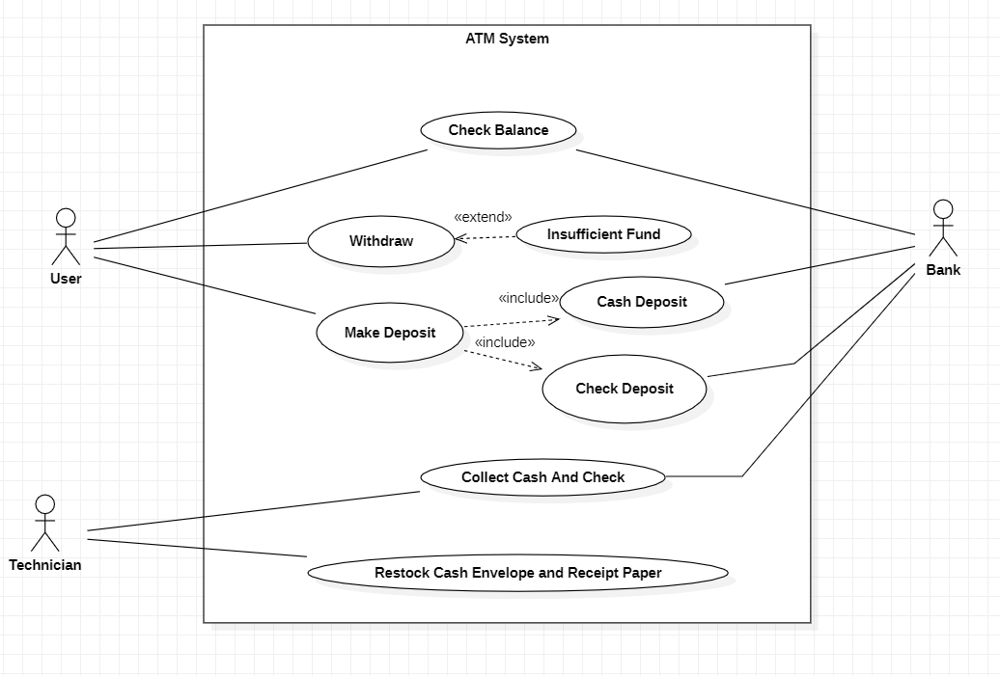 ATM System
Check Balance
«extend»
Withdraw
Insufficient Fund
User
Bank
«include»
Cash Deposit
Make Deposit
«include»
Check Deposit
Collect Cash And Check
Technician
Restock Cash Envelope and Receipt Paper